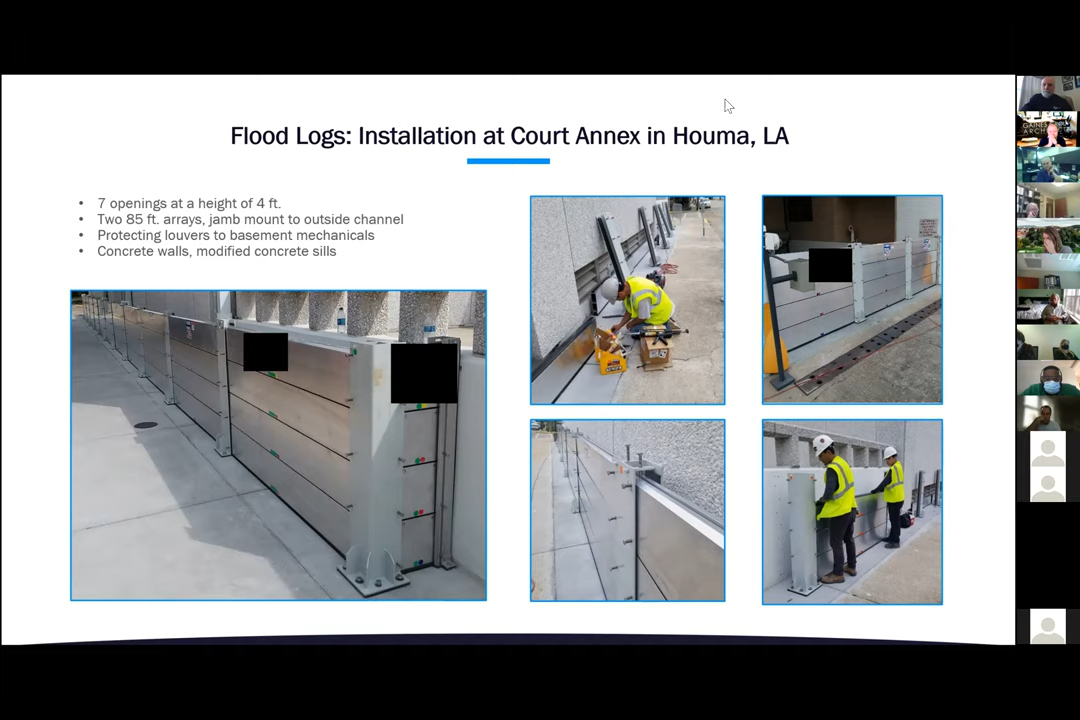 Flood Logs: Installation at Court Annex in Houma, LA
• 7 openings at a height of 4 ft.
• Two 85 ft. arrays, jamb mount to outside channel
• Protecting louvers to basement mechanicals
• Concrete walls, modified concrete sills